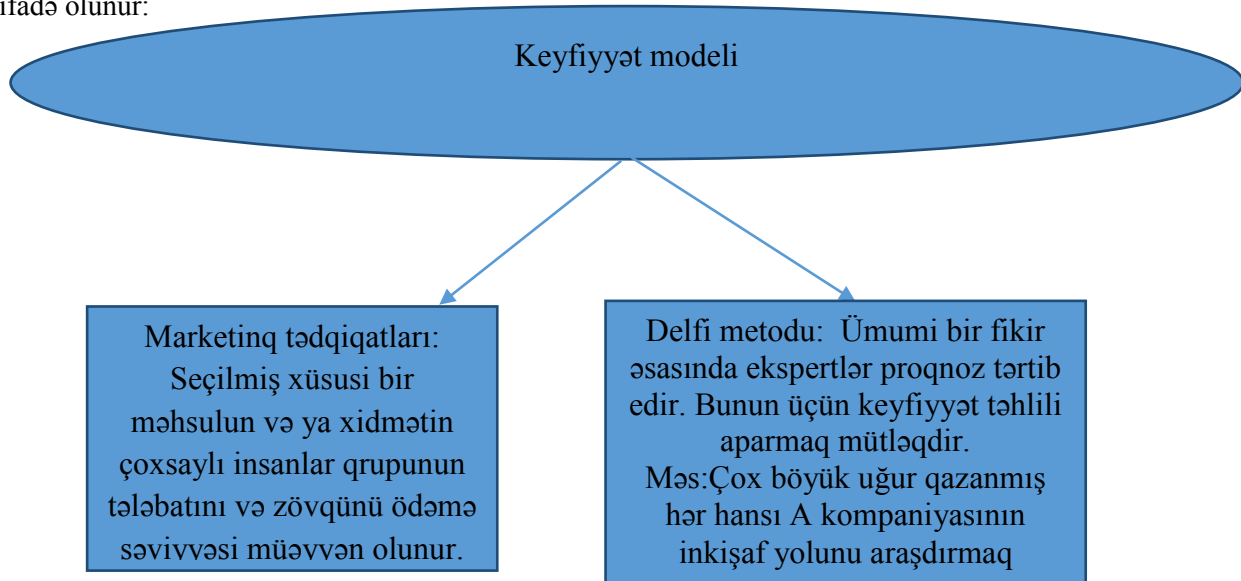 ifadə olunur:
Keyfiyyət modeli
Marketinq tədqiqatları:
Seçilmiş xüsusi bir
məhsulun və ya xidmətin
çoxsaylı insanlar qrupunun
tələbatını və zövqünü ödəmə
səviyyəsi müəyyən olunur.
Delfi metodu: Ümumi bir fikir
əsasında ekspertlər proqnoz tərtib
edir. Bunun üçün keyfiyyət təhlili
aparmaq mütləqdir.
Məs:Çox böyük uğur qazanmış
hər hansı A kompaniyasının
inkişaf yolunu araşdırmaq